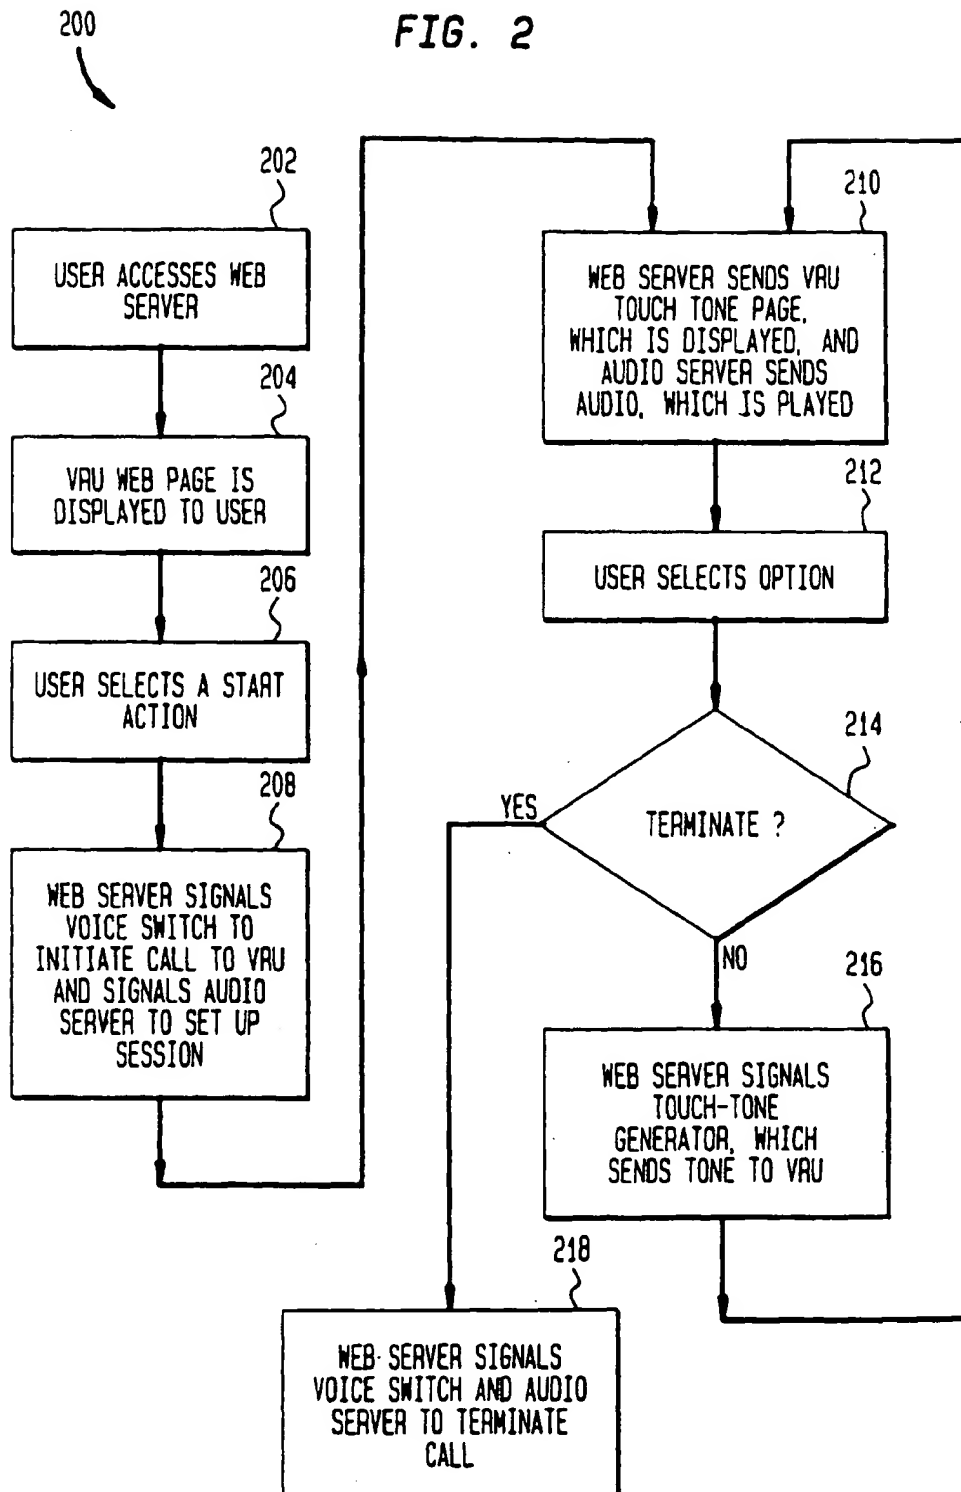 200
FIG. 2
202
USER ACCESSES WEB
SERVER
204
VRU WEB PAGE IS
DISPLAYED TO USER
206
USER SELECTS A START
ACTION
208
WEB SERVER SIGNALS
VOICE SWITCH TO
INITIATE CALL TO VRU
AND SIGNALS AUDIO
SERVER TO SET UP
SESSION
210
WEB SERVER SENDS VRU
TOUCH TONE PAGE,
WHICH IS DISPLAYED, AND
AUDIO SERVER SENDS
AUDIO, WHICH IS PLAYED
212
USER SELECTS OPTION
214
TERMINATE ?
YES
NO
216
WEB SERVER SIGNALS
TOUCH-TONE
GENERATOR, WHICH
SENDS TONE TO VRU
218
WEB SERVER SIGNALS
VOICE SWITCH AND AUDIO
SERVER TO TERMINATE
CALL